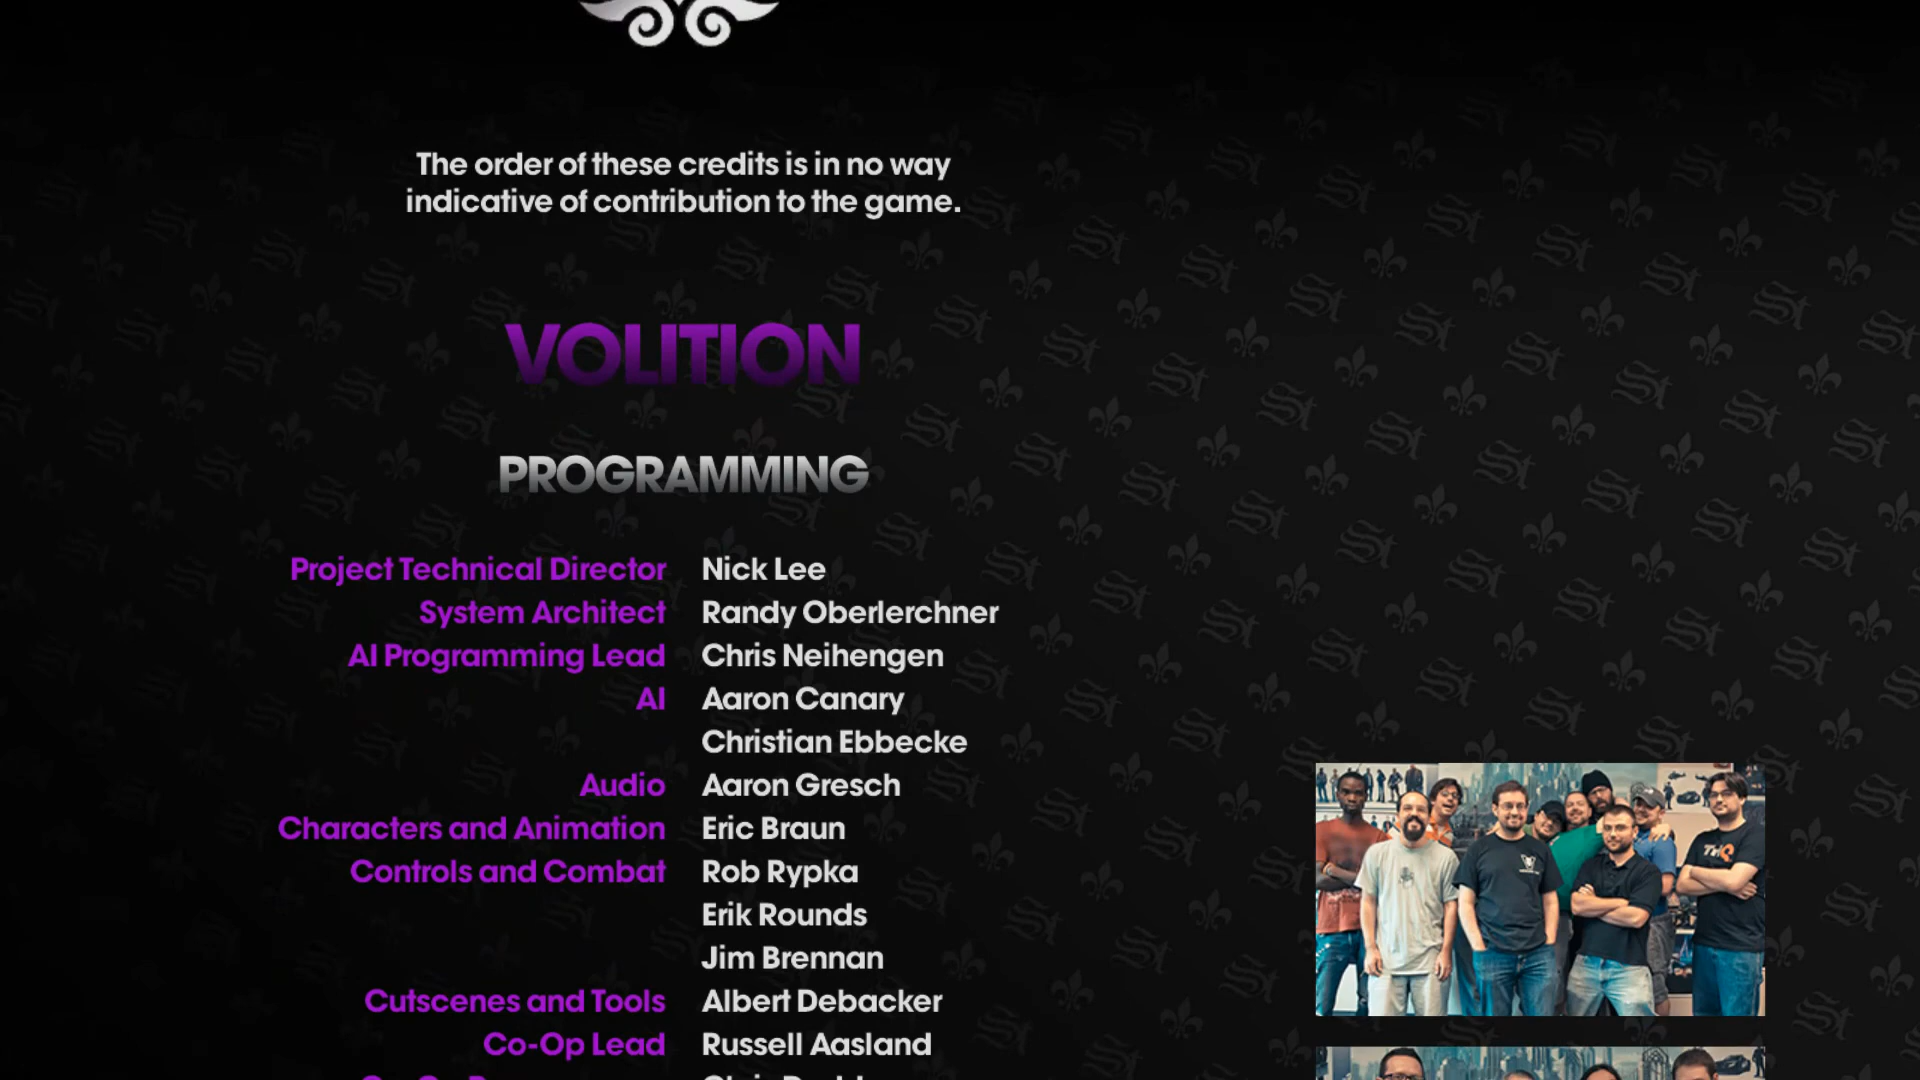 The order of these credits is in no way
indicative of contribution to the game.
VOLITION
PROGRAMMING
Project Technical Director Nick Lee
System Architect Randy Oberlerchner
AI Programming Lead Chris Neihengen
AI Aaron Canary
Christian Ebbecke
Audio Aaron Gresch
Characters and Animation Eric Braun
Controls and Combat Rob Rypka
Erik Rounds
Jim Brennan
Cutscenes and Tools Albert Debacker
Co-Op Lead Russell Aasland